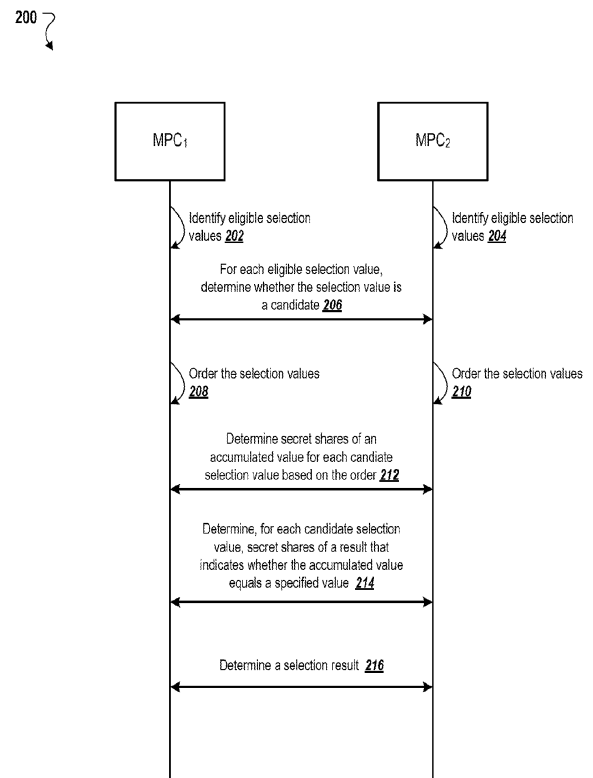 200
MPC1
MPC2
Identify eligible selection
values 202
Identify eligible selection
values 204
For each eligible selection value,
determine whether the selection value is
a candidate 206
Order the selection values
208
Order the selection values
210
Determine secret shares of an
accumulated value for each candiate
selection value based on the order 212
Determine, for each candidate selection
value, secret shares of a result that
indicates whether the accumulated value
equals a specified value 214
Determine a selection result 216